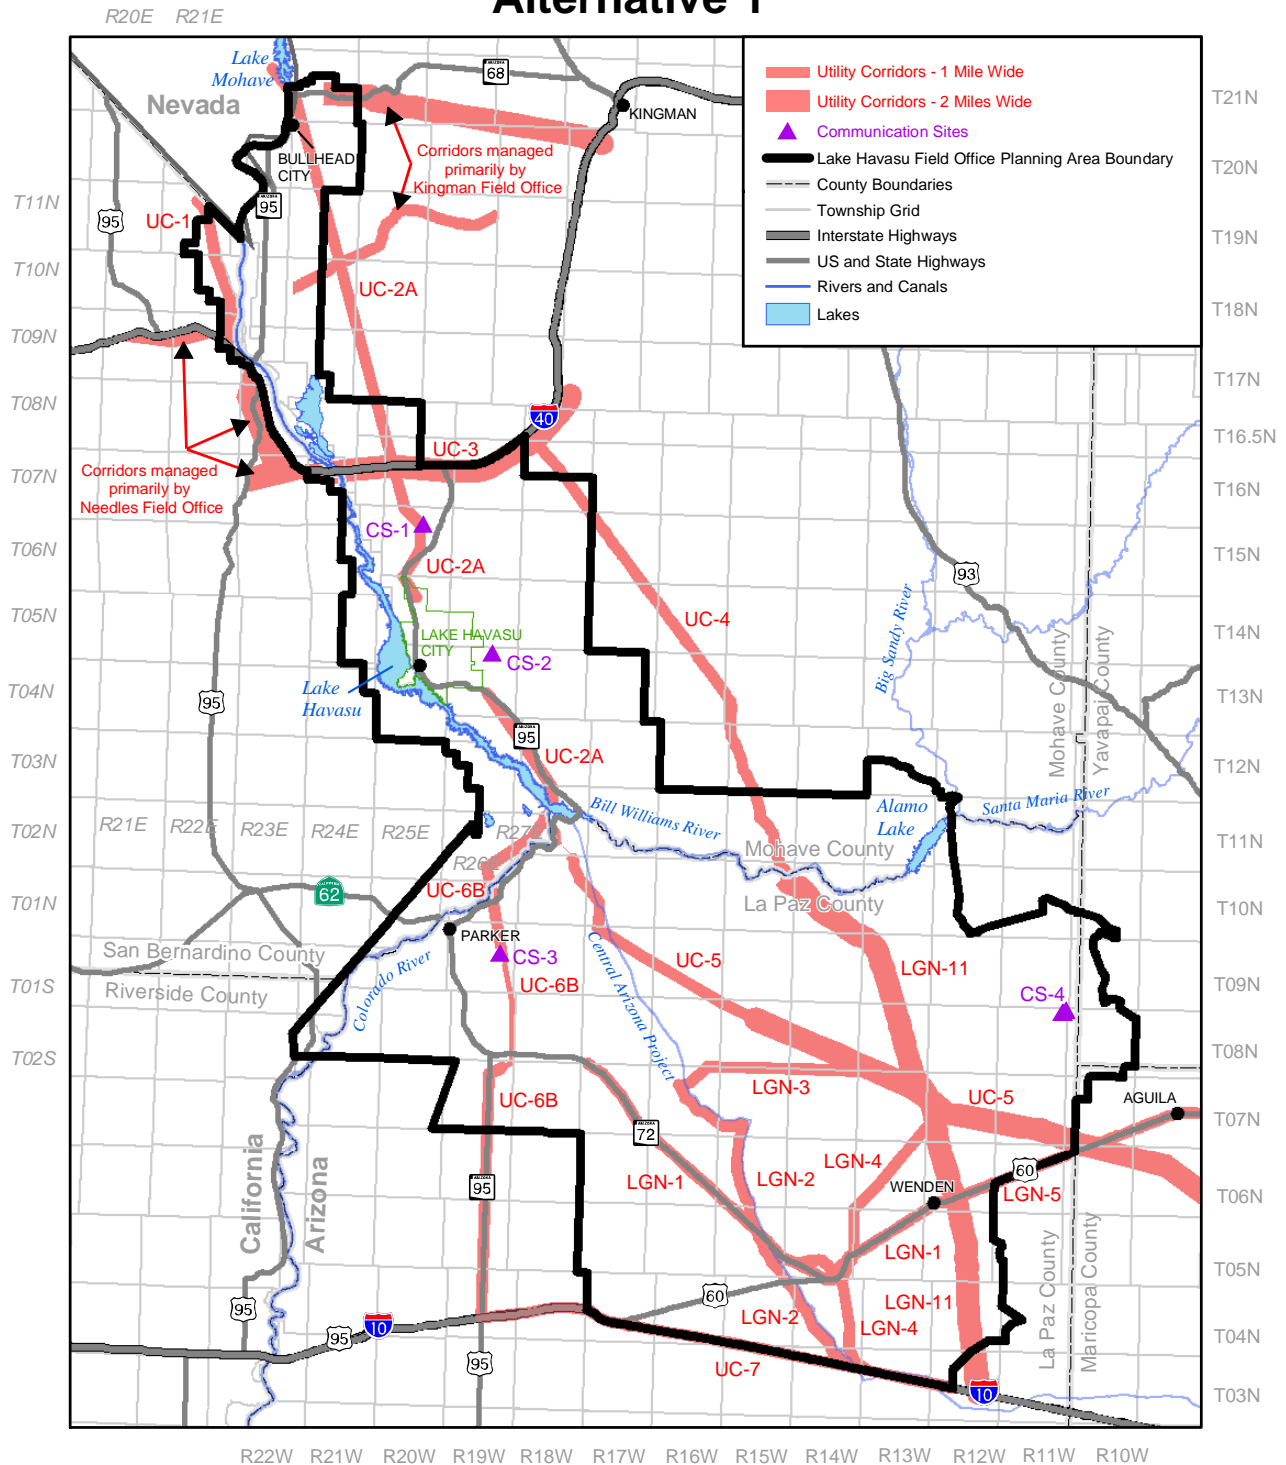 Alternative 1
R20E R21E
Lake
Mohave
Nevada
ARIZONA
68
KINGMAN
BULLHEAD
CITY
Corridors managed
primarily by
Kingman Field Office
Utility Corridors - 1 Mile Wide
Utility Corridors - 2 Miles Wide
Communication Sites
Lake Havasu Field Office Planning Area Boundary
County Boundaries
Township Grid
Interstate Highways
US and State Highways
Rivers and Canals
Lakes
T21N
T20N
T19N
T18N
T17N
T16.5N
T16N
T15N
T14N
T13N
T12N
T11N
T10N
T09N
T08N
T07N
T06N
T05N
T04N
T03N
T11N
T10N
T09N
T08N
T07N
T06N
T05N
T04N
T03N
T02N
T01N
T01S
T02S
95
ARIZONA
95
UC-1
UC-2A
40
UC-3
Corridors managed
primarily by
Needles Field Office
CS-1
UC-2A
93
UC-4
LAKE HAVASU
CITY
CS-2
Big Sandy River
Mohave County
Yavapai County
Lake
Havasu
95
ARIZONA
95
UC-2A
Bill Williams River
Alamo
Lake
Santa Maria River
R21E R22E R23E R24E R25E R27E
R26E
Mohave County
La Paz County
62
UC-6B
PARKER
CS-3
UC-6B
San Bernardino County
Riverside County
Colorado River
Central Arizona Project
UC-5
LGN-11
CS-4
LGN-3
UC-5
AGUILA
UC-6B
ARIZONA
72
LGN-1
LGN-2
LGN-4
WENDEN
60
LGN-5
ARIZONA
95
California
Arizona
LGN-1
LGN-11
La Paz County
Maricopa County
60
LGN-2
LGN-4
95
10
95
95
UC-7
10
R22W R21W R20W R19W R18W R17W R16W R15W R14W R13W R12W R11W R10W